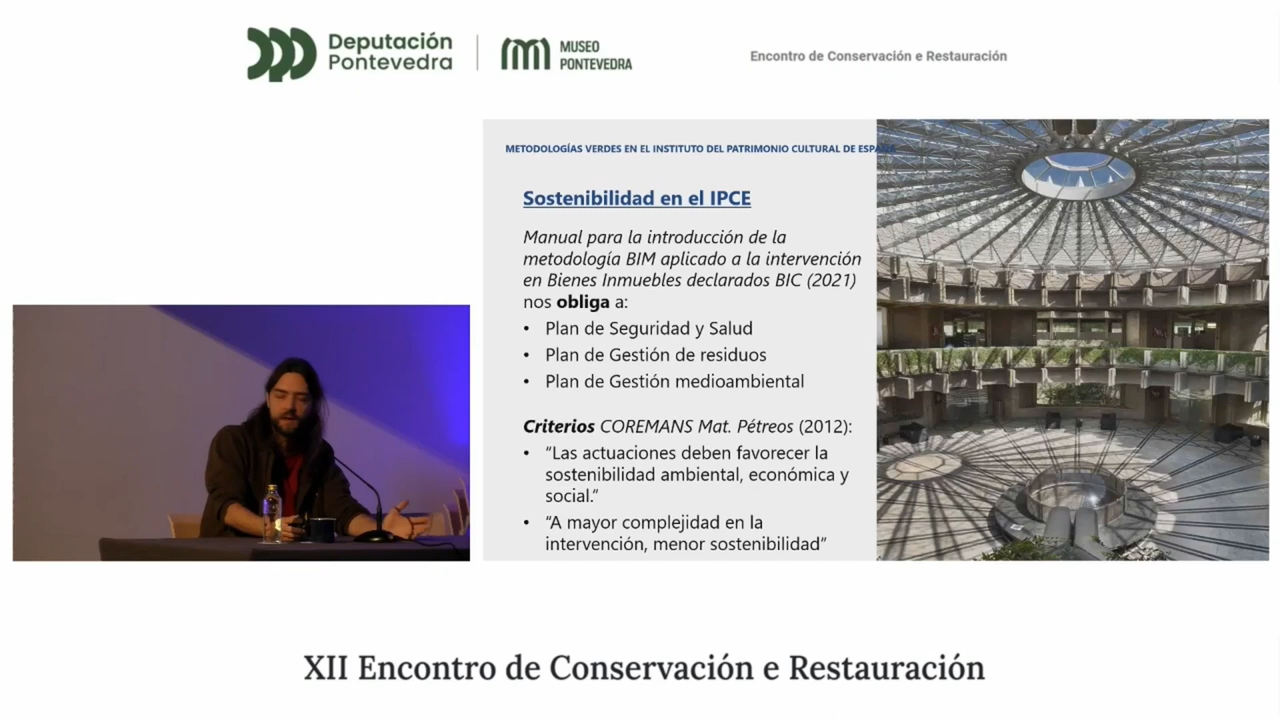 Deputación
Pontevedra
MUSEO
PONTEVEDRA
Encontro de Conservación e Restauración
METODOLOGÍAS VERDES EN EL INSTITUTO DEL PATRIMONIO CULTURAL DE ESPAÑA
Sostenibilidad en el IPCE
Manual para la introducción de la
metodología BIM aplicado a la intervención
en Bienes Inmuebles declarados BIC (2021)
nos obliga a:
• Plan de Seguridad y Salud
• Plan de Gestión de residuos
• Plan de Gestión medioambiental
Criterios COREMANS Mat. Pétreos (2012):
• “Las actuaciones deben favorecer la
sostenibilidad ambiental, económica y
social.”
• “A mayor complejidad en la
intervención, menor sostenibilidad”
XII Encontro de Conservación e Restauración